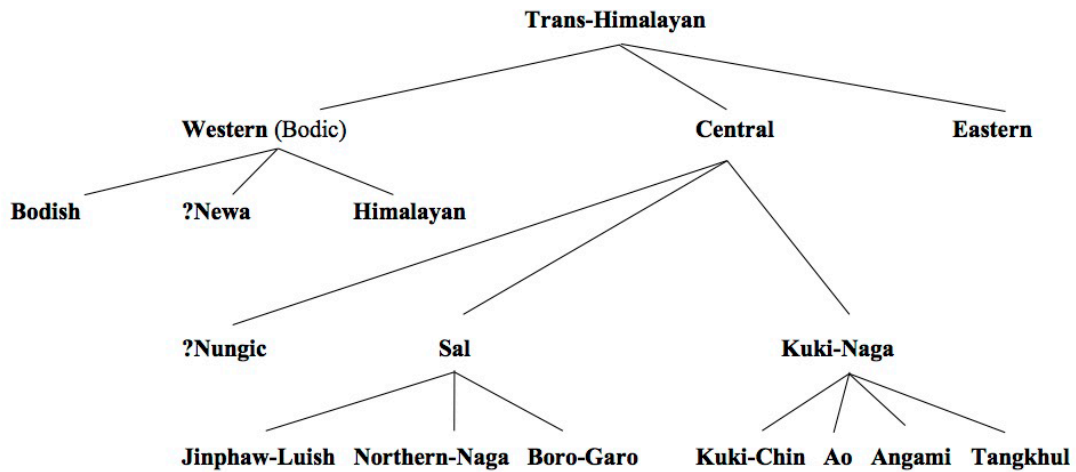 Trans-Himalayan
Western (Bodic) Central Eastern
Bodish ?Newa Himalayan
?Nungic Sal Kuki-Naga
Jinphaw-Luish Northern-Naga Boro-Garo Kuki-Chin Ao Angami Tangkhul